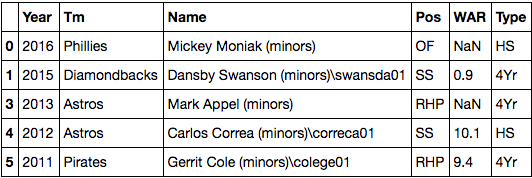 Year Tm Name Pos WAR Type
0 2016 Phillies Mickey Moniak (minors) OF NaN HS
1 2015 Diamondbacks Dansby Swanson (minors)\swansda01 SS 0.9 4Yr
3 2013 Astros Mark Appel (minors) RHP NaN 4Yr
4 2012 Astros Carlos Correa (minors)\correca01 SS 10.1 HS
5 2011 Pirates Gerrit Cole (minors)\colege01 RHP 9.4 4Yr